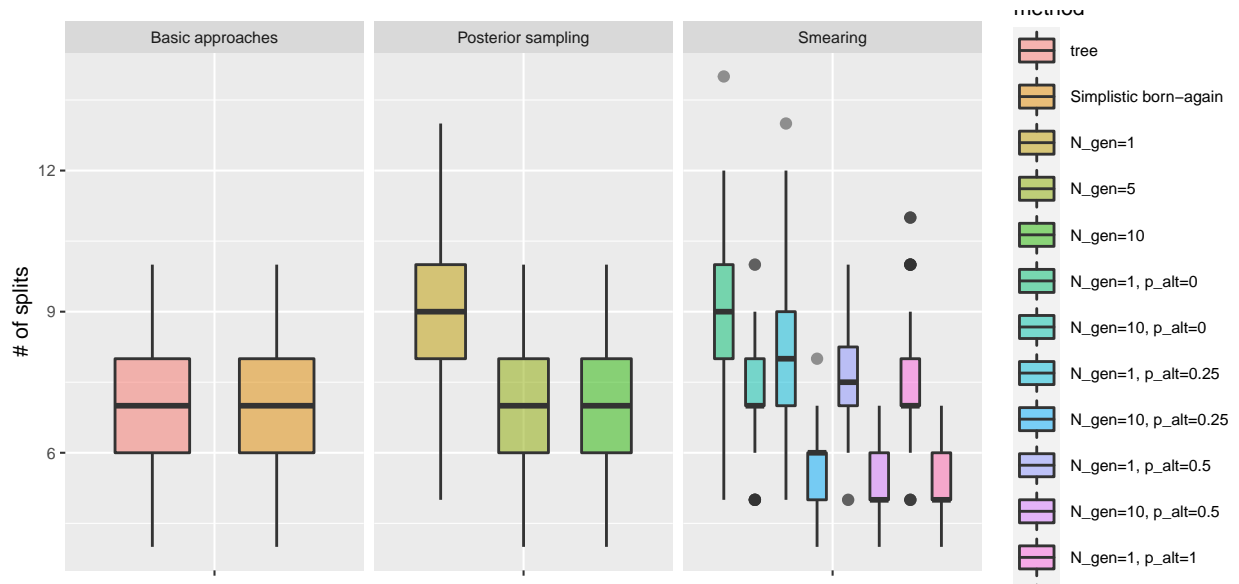 Basic approaches
Posterior sampling
Smearing
# of splits
12
9
6
method
tree
Simplistic born−again
N_gen=1
N_gen=5
N_gen=10
N_gen=1, p_alt=0
N_gen=10, p_alt=0
N_gen=1, p_alt=0.25
N_gen=10, p_alt=0.25
N_gen=1, p_alt=0.5
N_gen=10, p_alt=0.5
N_gen=1, p_alt=1